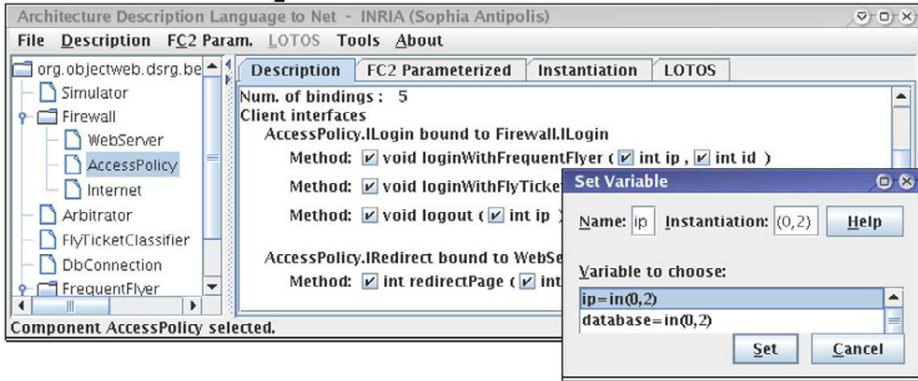 Architecture Description Language to Net - INRIA (Sophia Antipolis)
File Description FC2 Param. LOTOS Tools About
org.objectweb.dsrg.be
Simulator
Firewall
WebServer
AccessPolicy
Internet
Arbitrator
FlyTicketClassifier
DbConnection
FrequentFlyer
Component AccessPolicy selected.
Description FC2 Parameterized Instantiation LOTOS
Num. of bindings : 5
Client interfaces
AccessPolicy.ILogin bound to Firewall.ILogin
Method: void loginWithFrequentFlyer ( int ip , int id )
Method: void loginWithFlyTicke
Method: void logout ( int ip )
AccessPolicy.IRedirect bound to WebSe
Method: int redirectPage ( int
Set Variable
Name: ip Instantiation: (0,2) Help
Variable to choose:
ip=in(0,2)
database=in(0,2)
Set Cancel